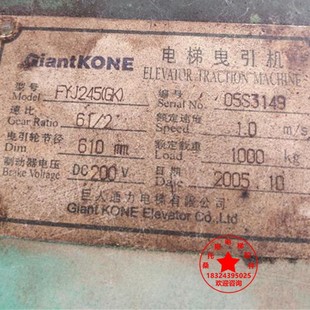 GiantKONE 电梯曳引机
ELEVATOR TRACTION MACHINE
型号 编号
Model FYJ245(GK) Serial No. 05S3149
速比 额定速度
Gear Ratio 61/2 Speed 1.0 m/s
曳引轮节径 额定载重
Dim 610 mm Load 1000 kg
制动器电压 日期
Brake Voltage DC 200 V Date 2005.10
巨人通力电梯有限公司
Giant KONE Elevator Co.,Ltd
18324395025
欢迎咨询